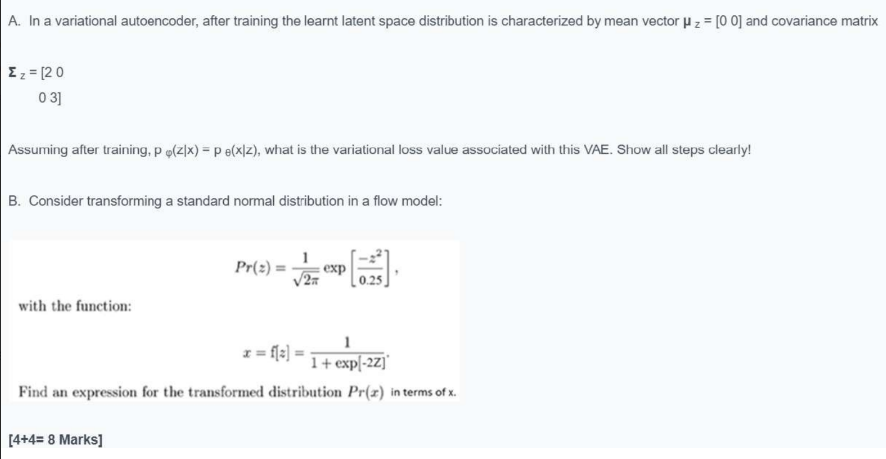 A. In a variational autoencoder, after training the learnt latent space distribution is characterized by mean vector μ z = [0 0] and covariance matrix
Σ z = [2 0
0 3]
Assuming after training, p φ(z|x) = p θ(x|z), what is the variational loss value associated with this VAE. Show all steps clearly!
B. Consider transforming a standard normal distribution in a flow model:
Pr(z) = 1/√2π exp [-z²/0.25],
with the function:
x = f[z] = 1/1 + exp[-2Z]'
Find an expression for the transformed distribution Pr(x) in terms of x.
[4+4= 8 Marks]